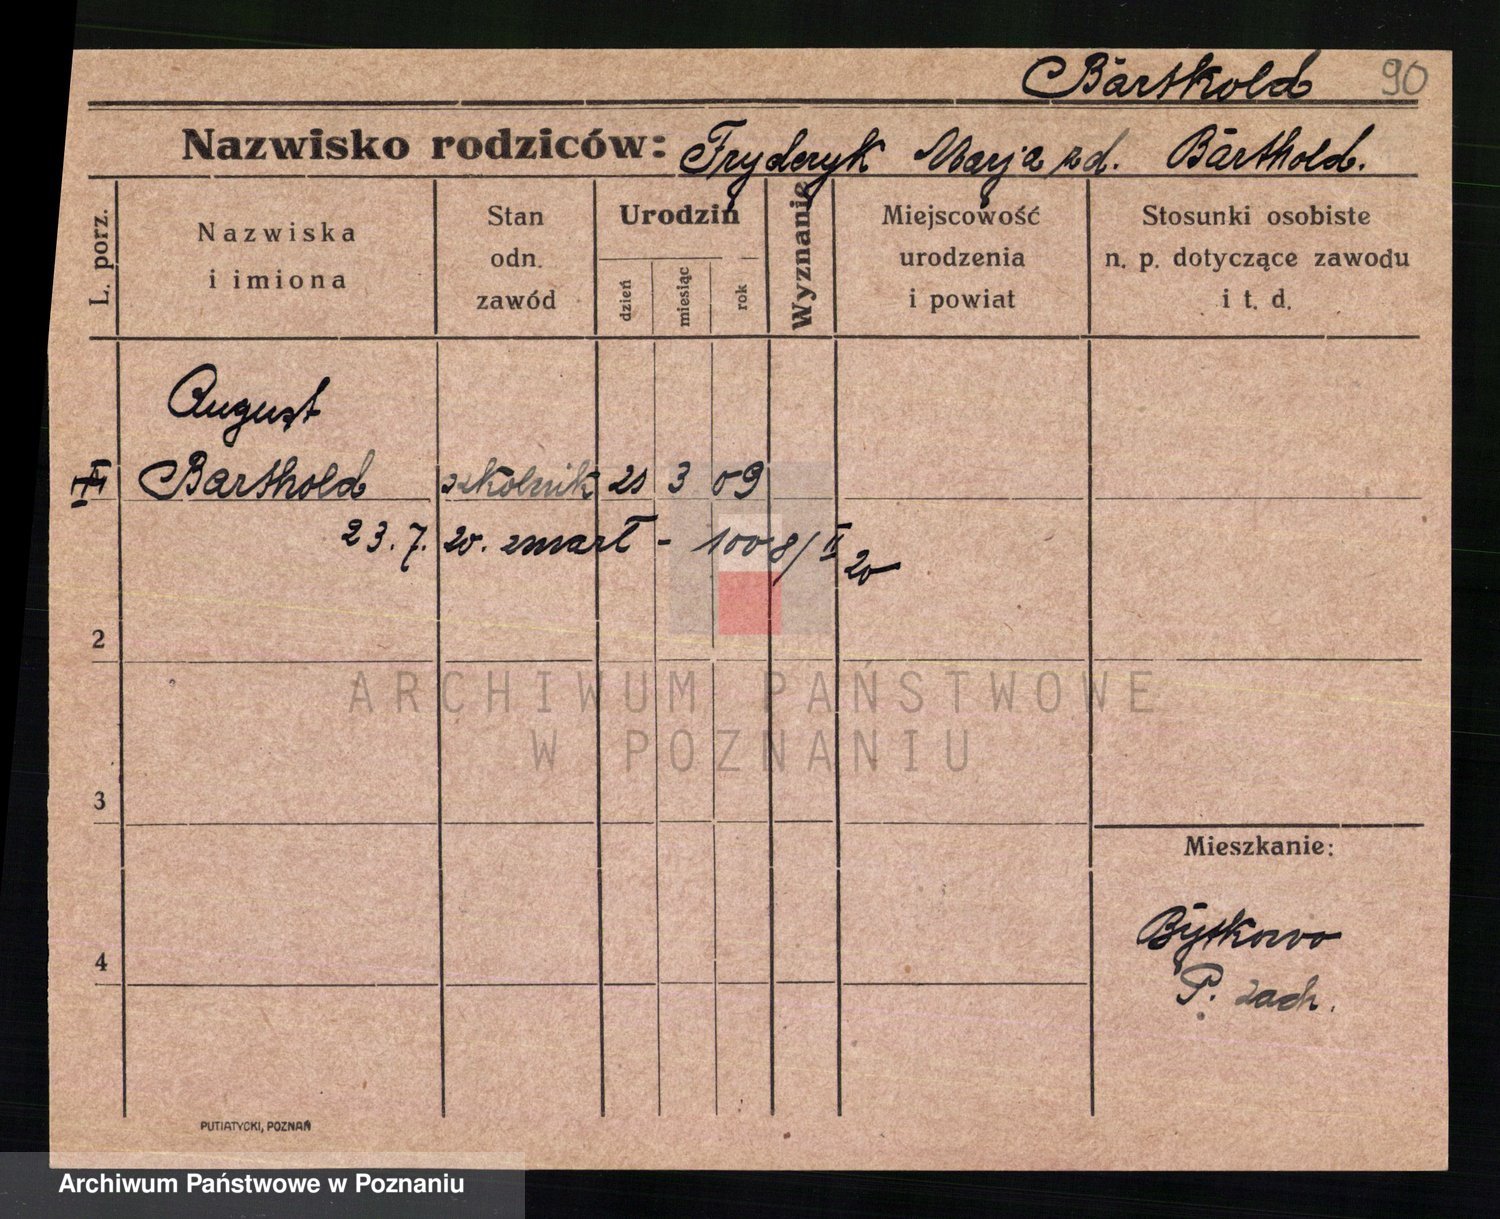 Bärthold 90
Nazwisko rodziców: Fryderyk Marja zd. Bärthold.
L. porz.
Nazwiska
i imiona
Stan
odn.
zawód
Urodzin
dzień
miesiąc
rok
Wyznanie
Miejscowość
urodzenia
i powiat
Stosunki osobiste
n. p. dotyczące zawodu
i t. d.
August
Barthold szkolnik 21 3 09
23.7. 20. zmarł - 1008/II 20
2
3
4
Mieszkanie:
Bytkowo
P. zach.
PUTIATYCKI, POZNAŃ
ARCHIWUM PAŃSTWOWE
W POZNANIU
Archiwum Państwowe w Poznaniu